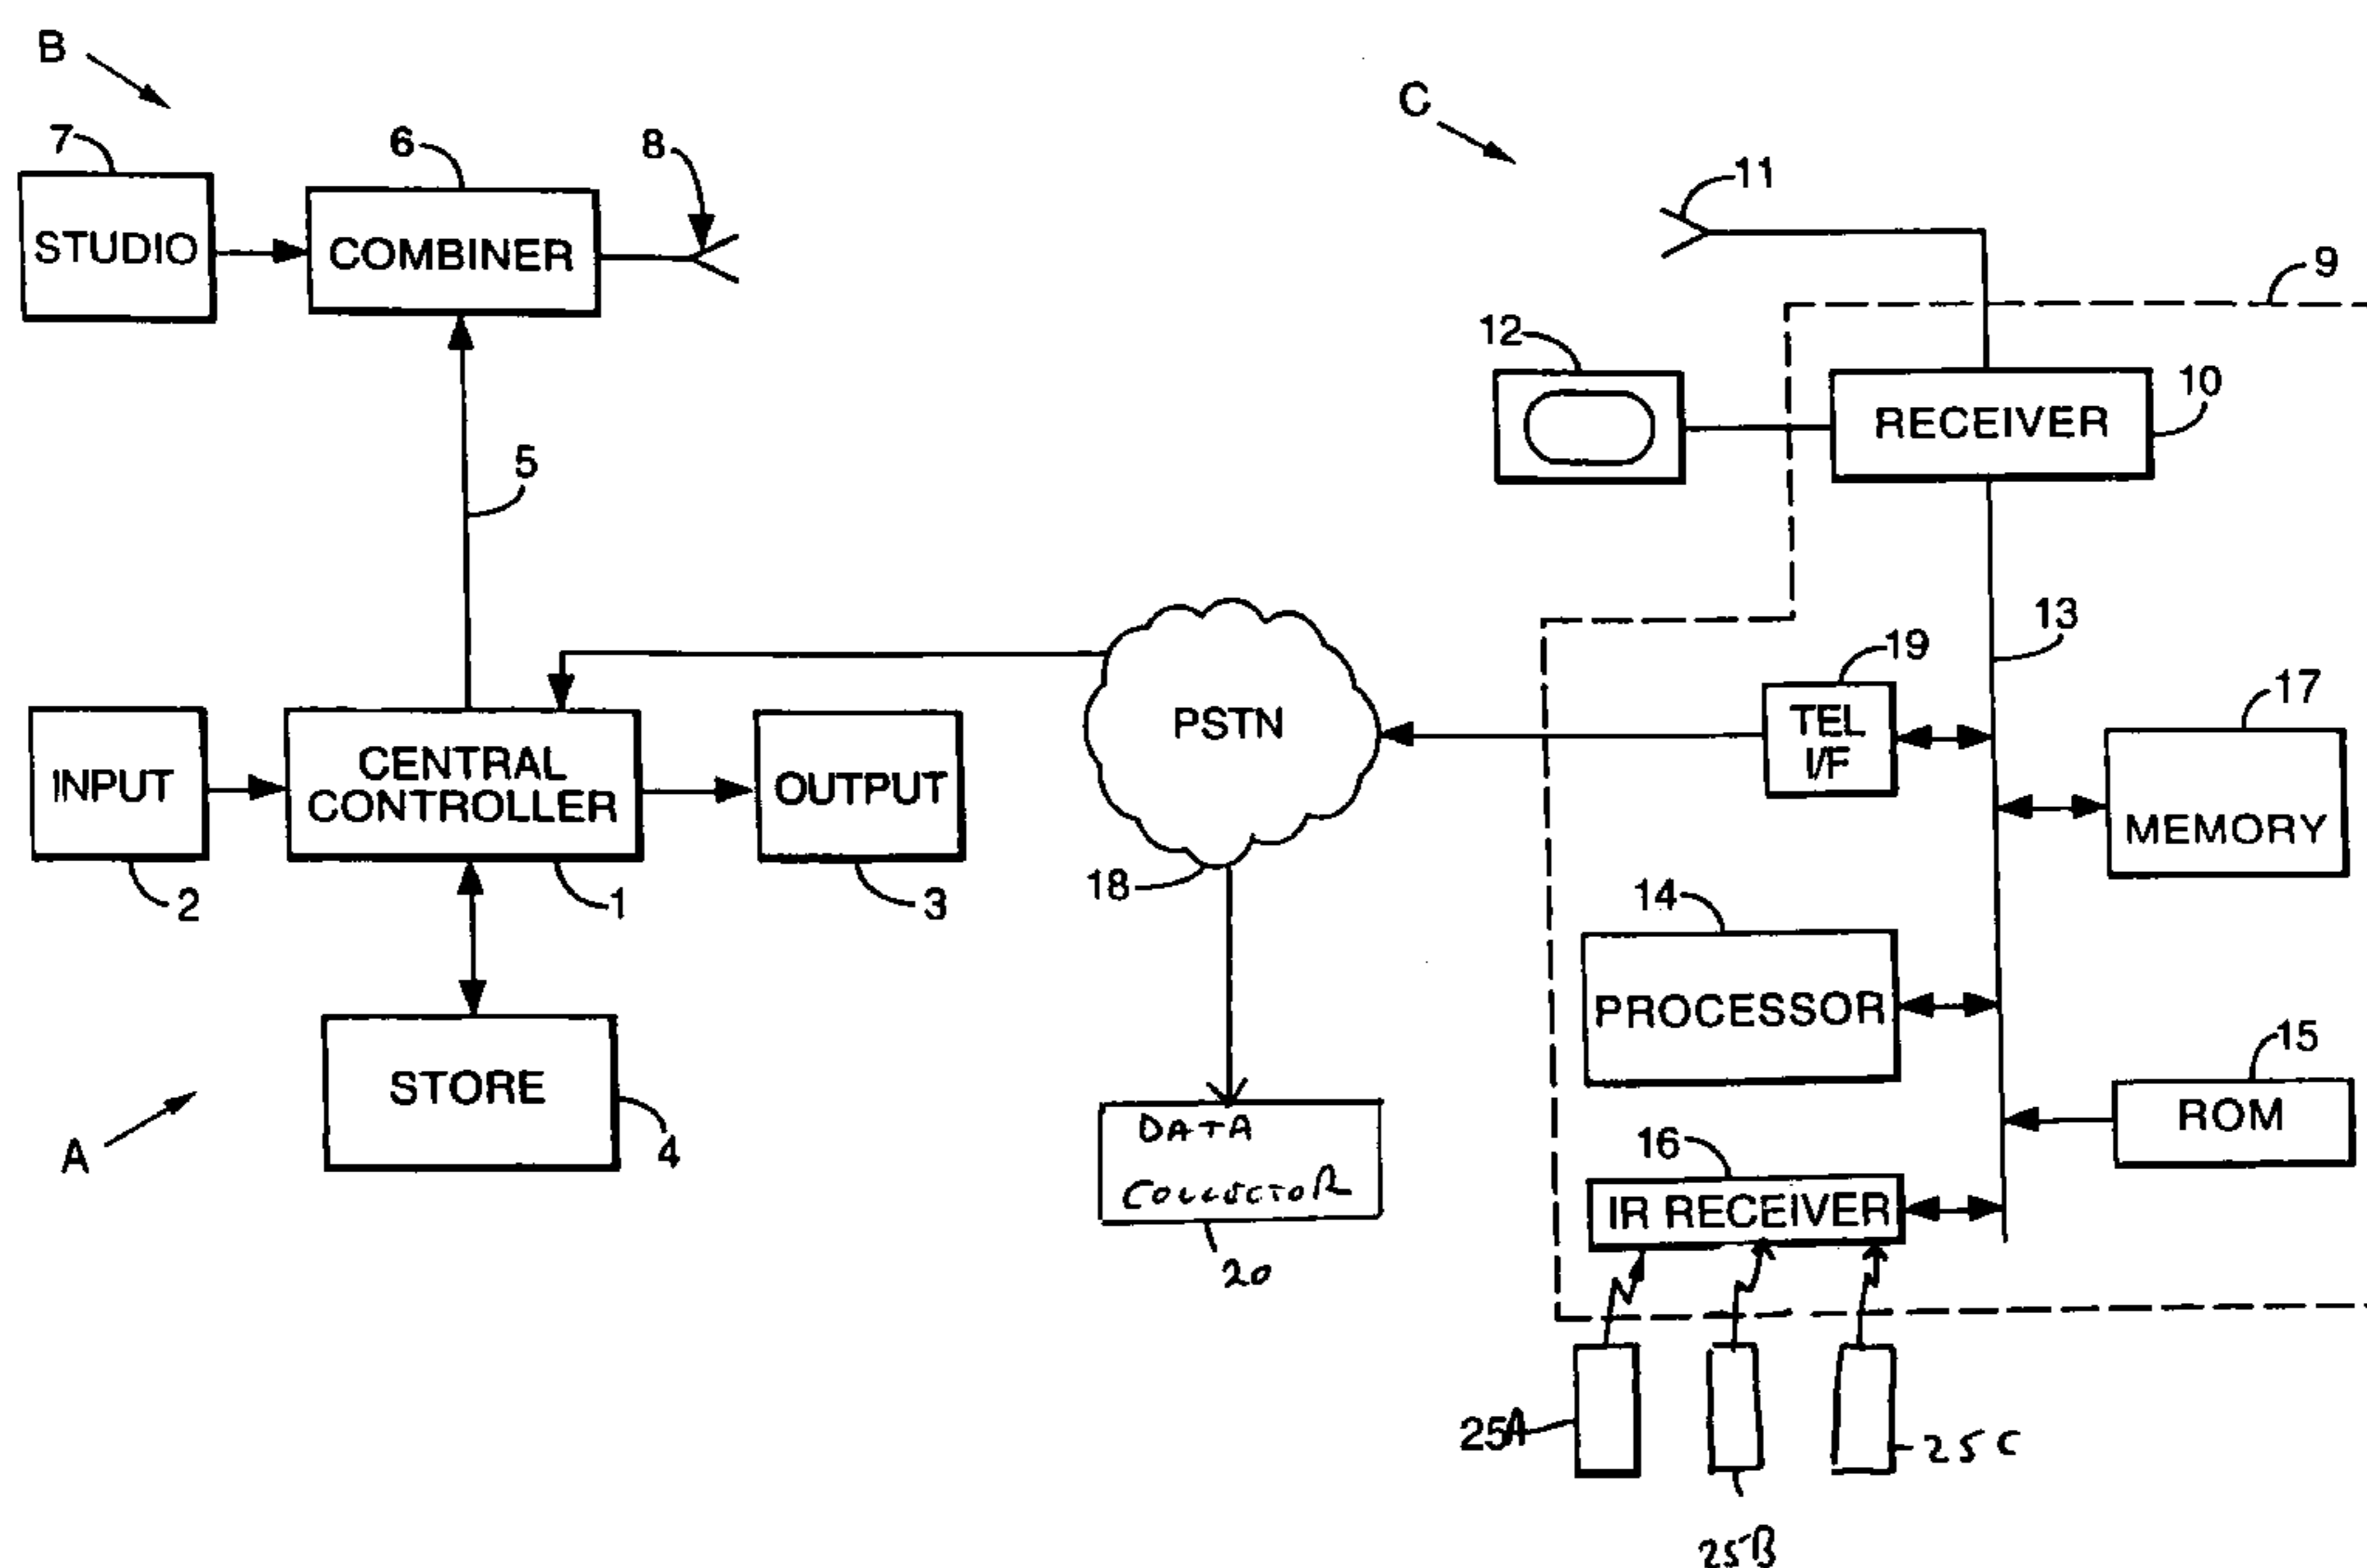 B
C
7
6
8
11
STUDIO
COMBINER
9
12
10
RECEIVER
5
13
19
17
PSTN
TEL
I/F
INPUT
CENTRAL
CONTROLLER
OUTPUT
MEMORY
2
1
3
18
14
PROCESSOR
15
STORE
ROM
A
4
DATA
COLLECTOR
16
IR RECEIVER
20
25A
25C
25B